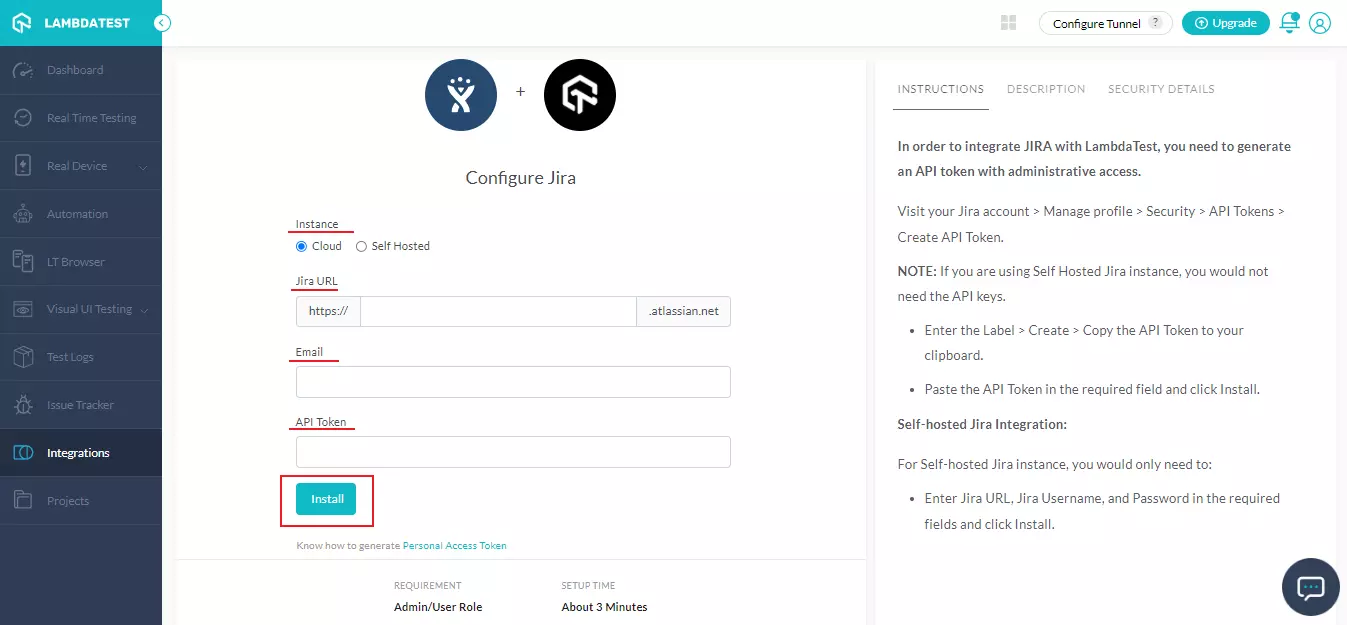 LAMBDATEST
Configure Tunnel ?
Upgrade
Dashboard
Real Time Testing
Real Device
Automation
LT Browser
Visual UI Testing
Test Logs
Issue Tracker
Integrations
Projects
+
Configure Jira
Instance
Cloud Self Hosted
Jira URL
https:// .atlassian.net
Email
API Token
Install
Know how to generate Personal Access Token
REQUIREMENT SETUP TIME
Admin/User Role About 3 Minutes
INSTRUCTIONS DESCRIPTION SECURITY DETAILS
In order to integrate JIRA with LambdaTest, you need to generate
an API token with administrative access.
Visit your Jira account > Manage profile > Security > API Tokens >
Create API Token.
NOTE: If you are using Self Hosted Jira instance, you would not
need the API keys.
• Enter the Label > Create > Copy the API Token to your
clipboard.
• Paste the API Token in the required field and click Install.
Self-hosted Jira Integration:
For Self-hosted Jira instance, you would only need to:
• Enter Jira URL, Jira Username, and Password in the required
fields and click Install.